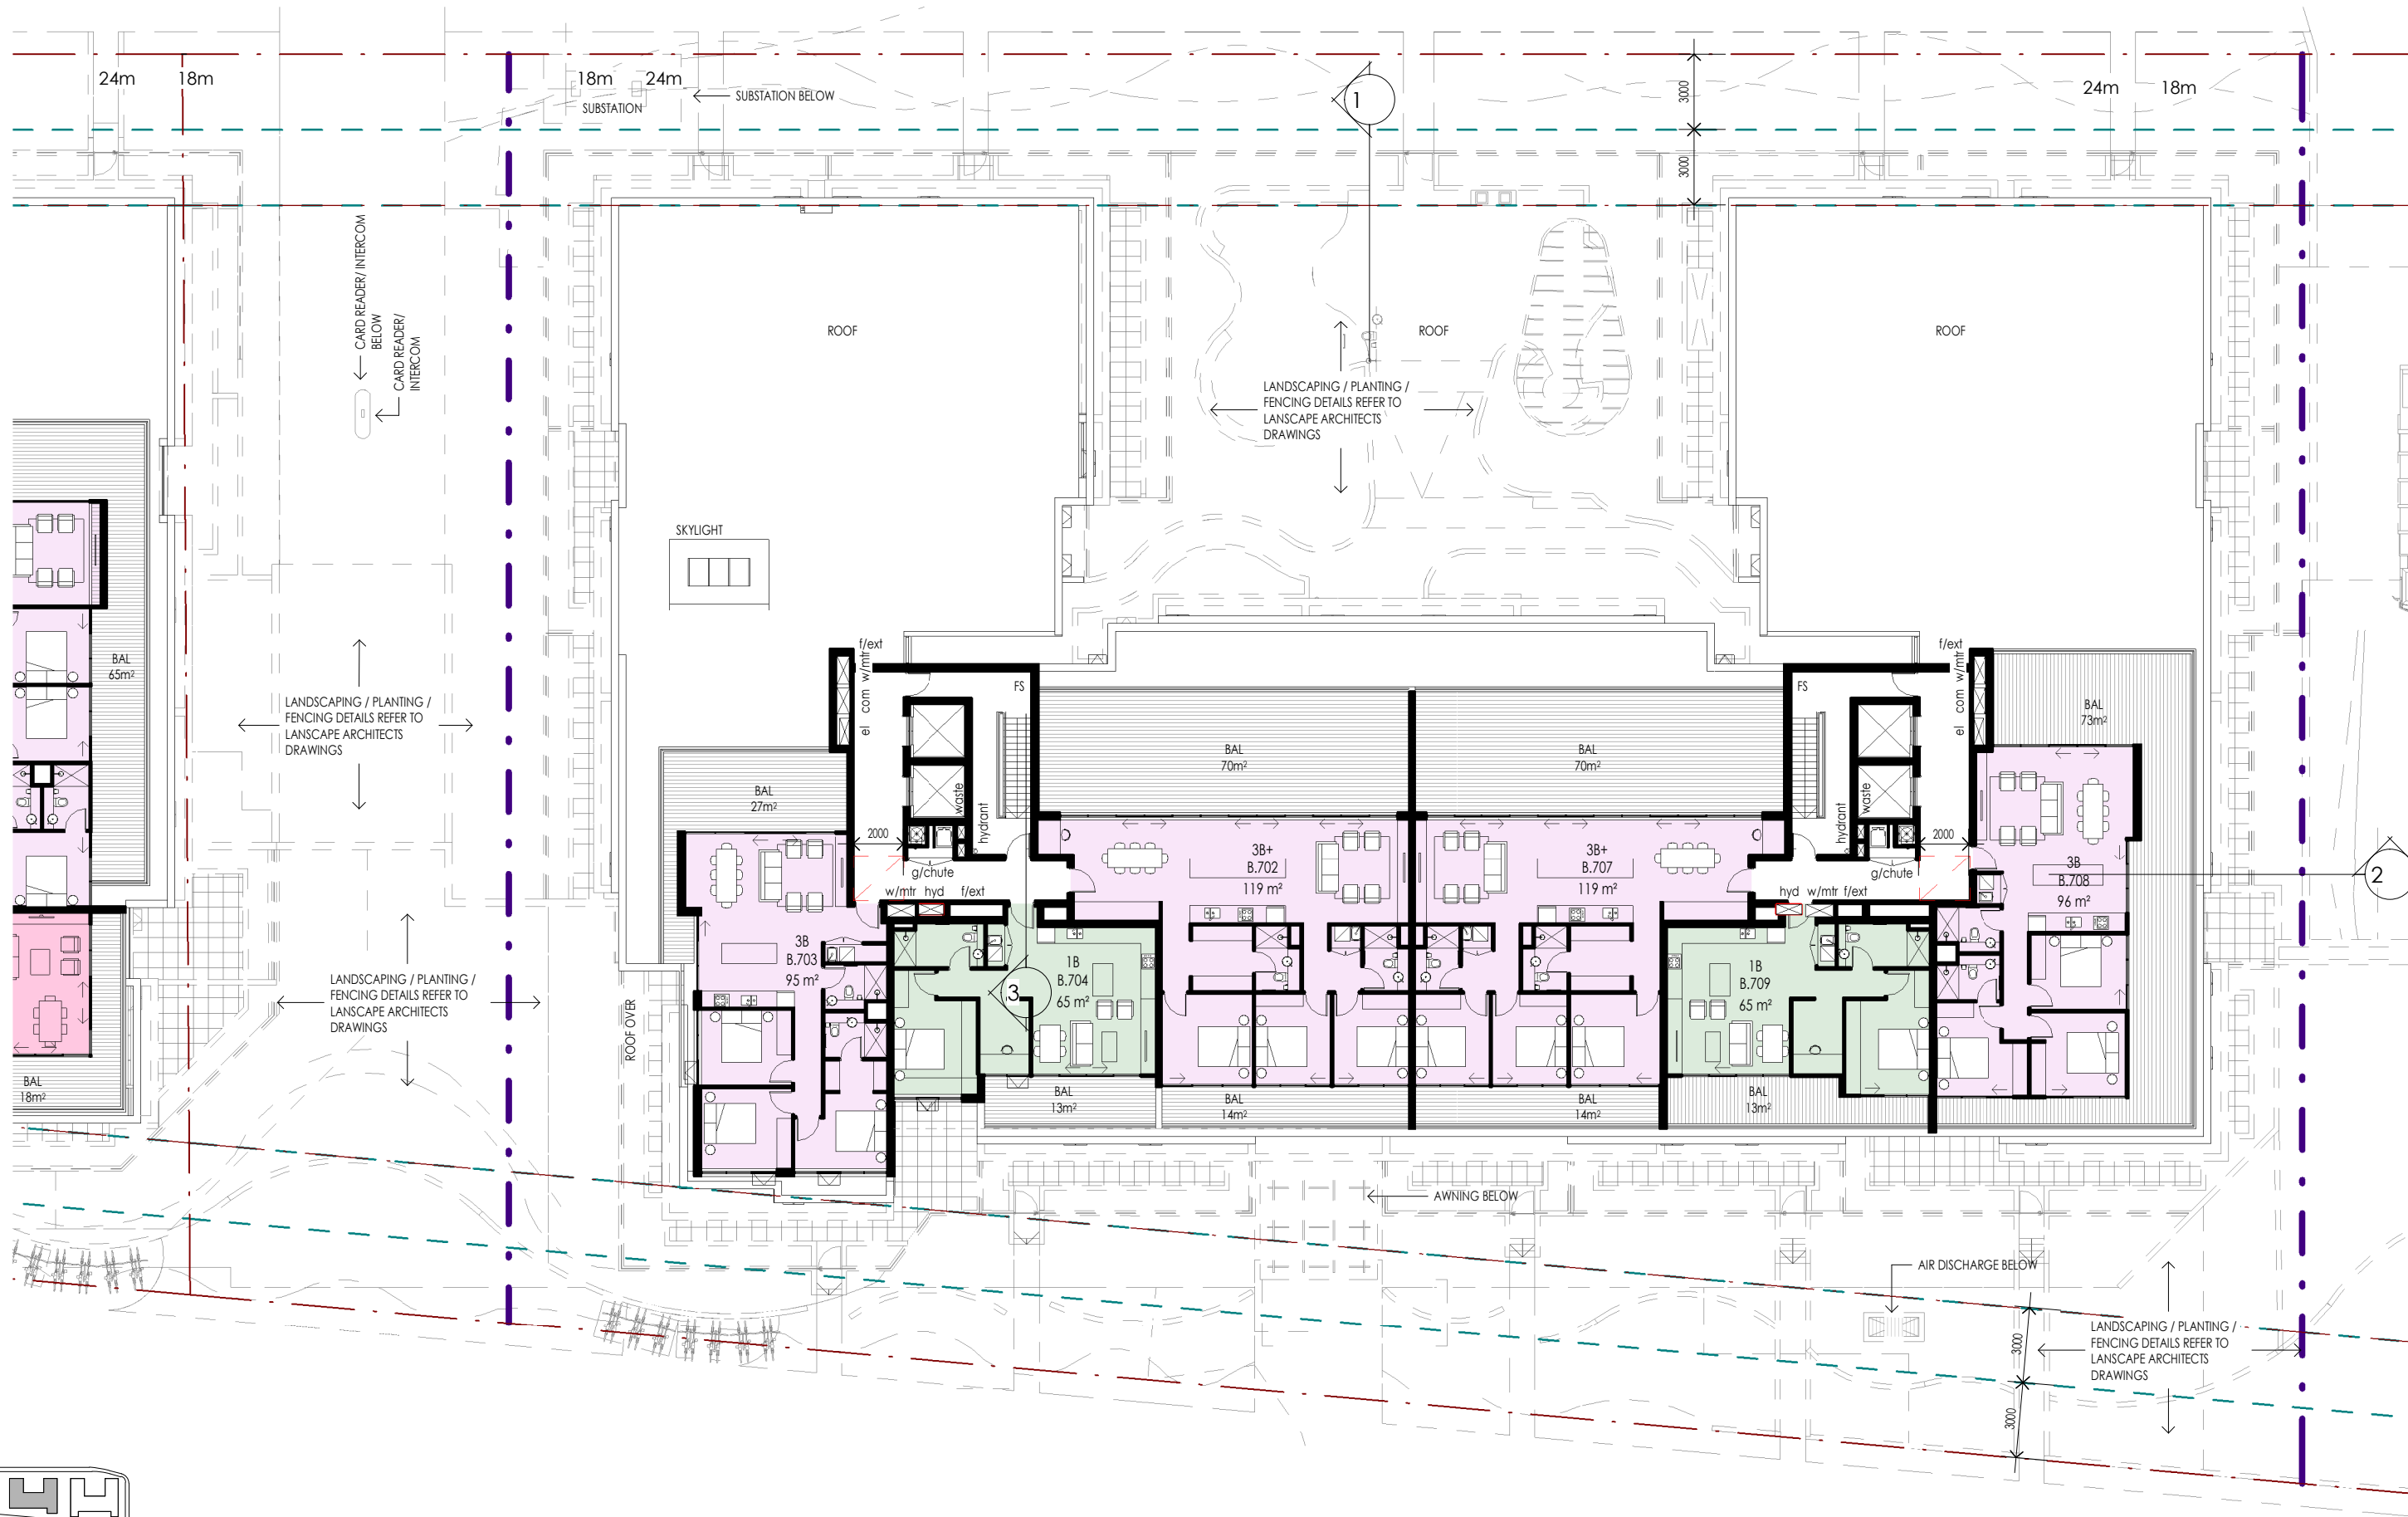 24m
18m
18m
24m
SUBSTATION
SUBSTATION BELOW
1
3000
3000
24m
18m
CARD READER/ INTERCOM
BELOW
CARD READER/
INTERCOM
ROOF
ROOF
ROOF
LANDSCAPING / PLANTING /
FENCING DETAILS REFER TO
LANSCAPE ARCHITECTS
DRAWINGS
SKYLIGHT
BAL
65m²
LANDSCAPING / PLANTING /
FENCING DETAILS REFER TO
LANSCAPE ARCHITECTS
DRAWINGS
f/ext
el com w/mtr
FS
waste
hydrant
BAL
27m²
2000
g/chute
w/mtr hyd f/ext
BAL
70m²
BAL
70m²
FS
f/ext
el com w/mtr
waste
hydrant
2000
g/chute
hyd w/mtr f/ext
BAL
73m²
3B+
B.702
119 m²
3B+
B.707
119 m²
3B
B.708
96 m²
2
3B
B.703
95 m²
1B
B.704
65 m²
3
1B
B.709
65 m²
LANDSCAPING / PLANTING /
FENCING DETAILS REFER TO
LANSCAPE ARCHITECTS
DRAWINGS
ROOF OVER
BAL
18m²
BAL
13m²
BAL
14m²
BAL
14m²
BAL
13m²
AWNING BELOW
AIR DISCHARGE BELOW
3000
3000
LANDSCAPING / PLANTING /
FENCING DETAILS REFER TO
LANSCAPE ARCHITECTS
DRAWINGS